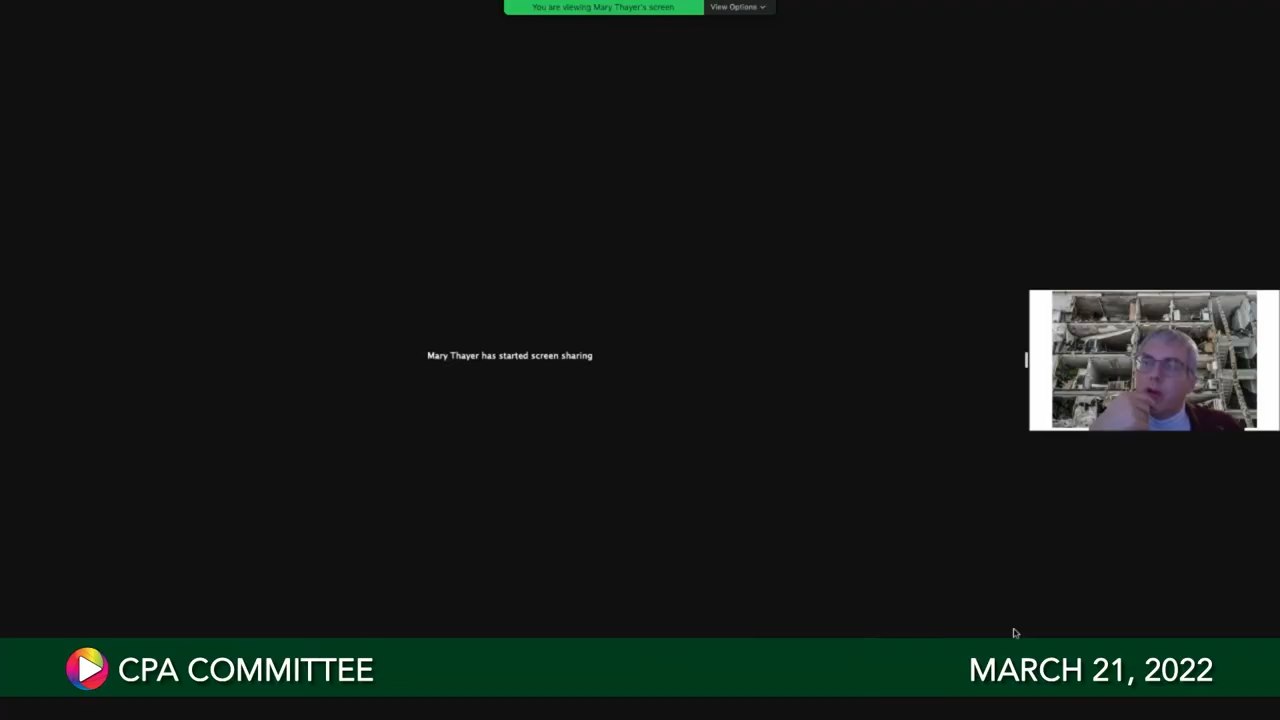 You are viewing Mary Thayer's screen
View Options
Mary Thayer has started screen sharing
CPA COMMITTEE
MARCH 21, 2022